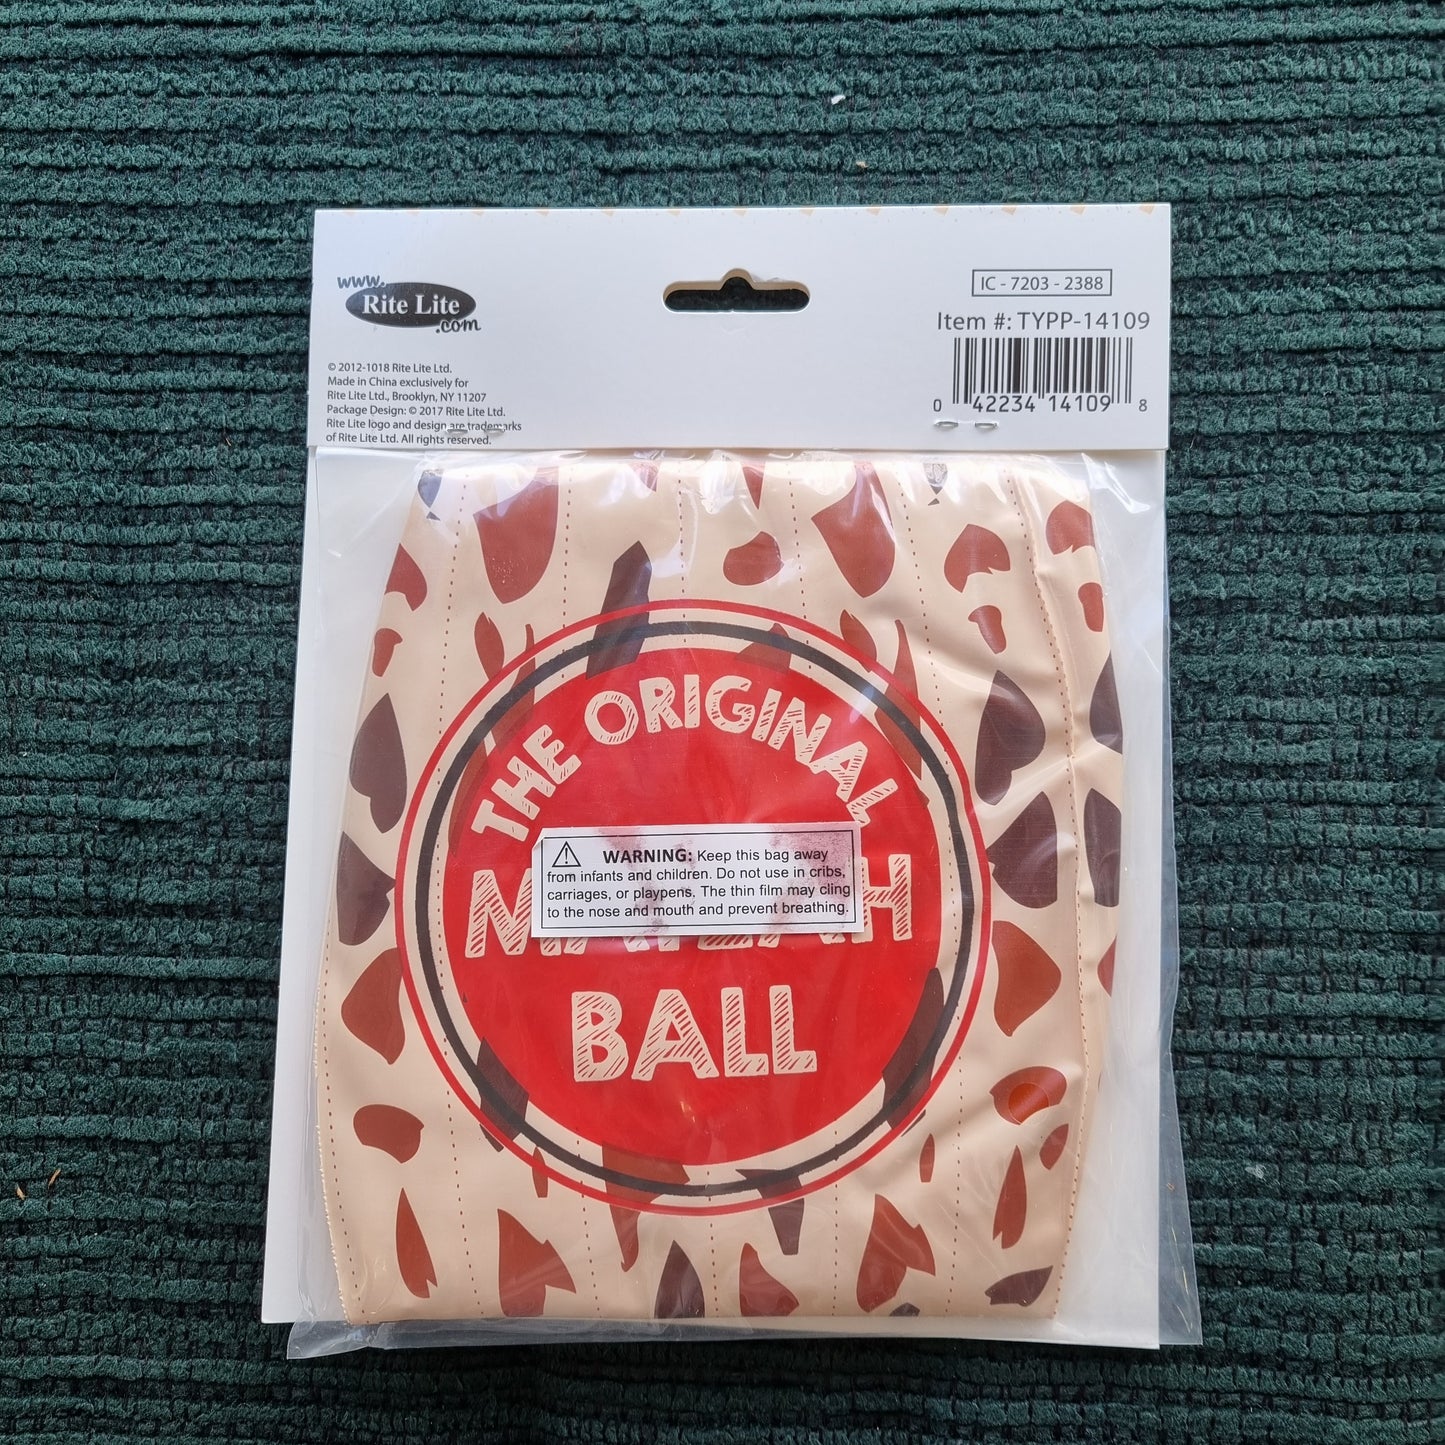 www.
Rite Lite
.com
© 2012-1018 Rite Lite Ltd.
Made in China exclusively for
Rite Lite Ltd., Brooklyn, NY 11207
Package Design: © 2017 Rite Lite Ltd.
Rite Lite logo and design are trademarks
of Rite Lite Ltd. All rights reserved.
IC - 7203 - 2388
Item #: TYPP-14109
0 42234 14109 8
THE ORIGINAL
BALL
WARNING: Keep this bag away
from infants and children. Do not use in cribs,
carriages, or playpens. The thin film may cling
to the nose and mouth and prevent breathing.